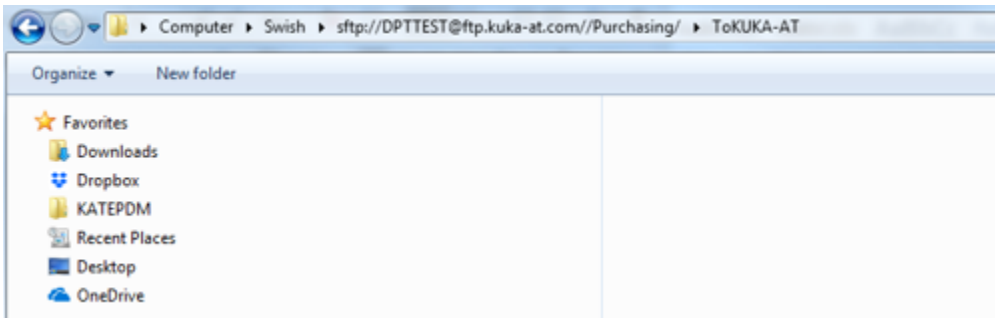 Computer Swish sftp://DPTTEST@ftp.kuka-at.com//Purchasing/ ToKUKA-AT
Organize New folder
Favorites
Downloads
Dropbox
KATEPDM
Recent Places
Desktop
OneDrive